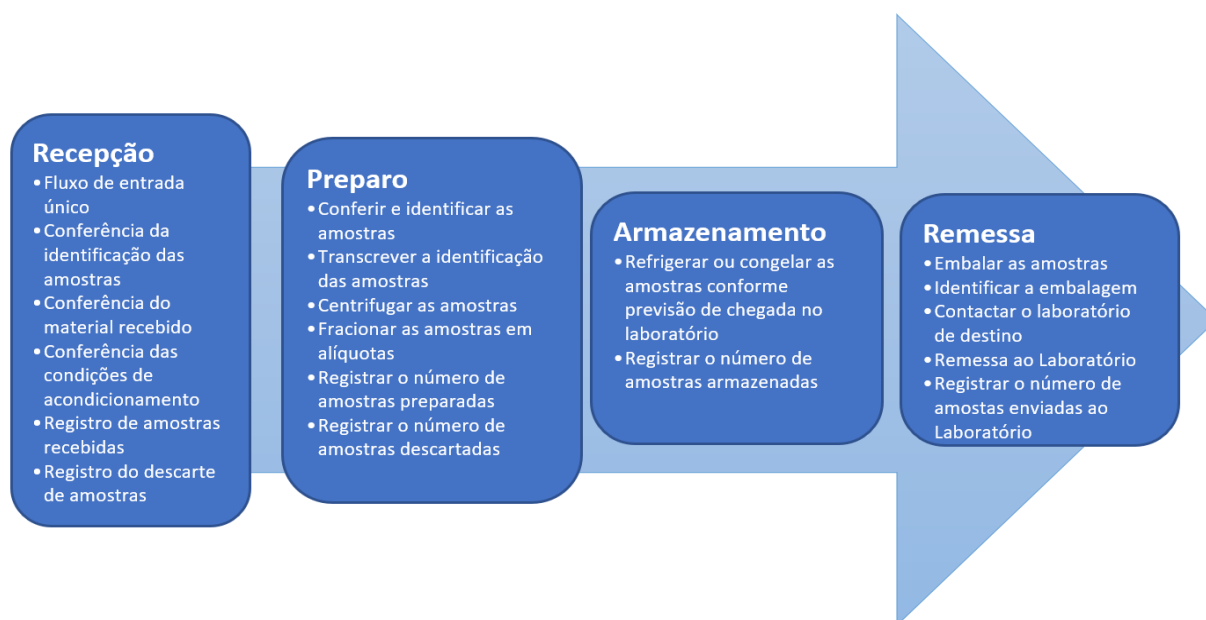 Recepção
•Fluxo de entrada
único
•Conferência da
identificação das
amostras
•Conferência do
material recebido
•Conferência das
condições de
acondicionamento
•Registro de amostras
recebidas
•Registro do descarte
de amostras
Preparo
•Conferir e identificar as
amostras
•Transcrever a identificação
das amostras
•Centrifugar as amostras
•Fracionar as amostras em
alíquotas
•Registrar o número de
amostras preparadas
•Registrar o número de
amostras descartadas
Armazenamento
•Refrigerar ou congelar as
amostras conforme
previsão de chegada no
laboratório
•Registrar o número de
amostras armazenadas
Remessa
•Embalar as amostras
•Identificar a embalagem
•Contactar o laboratório
de destino
•Remessa ao Laboratório
•Registrar o número de
amostas enviadas ao
Laboratório